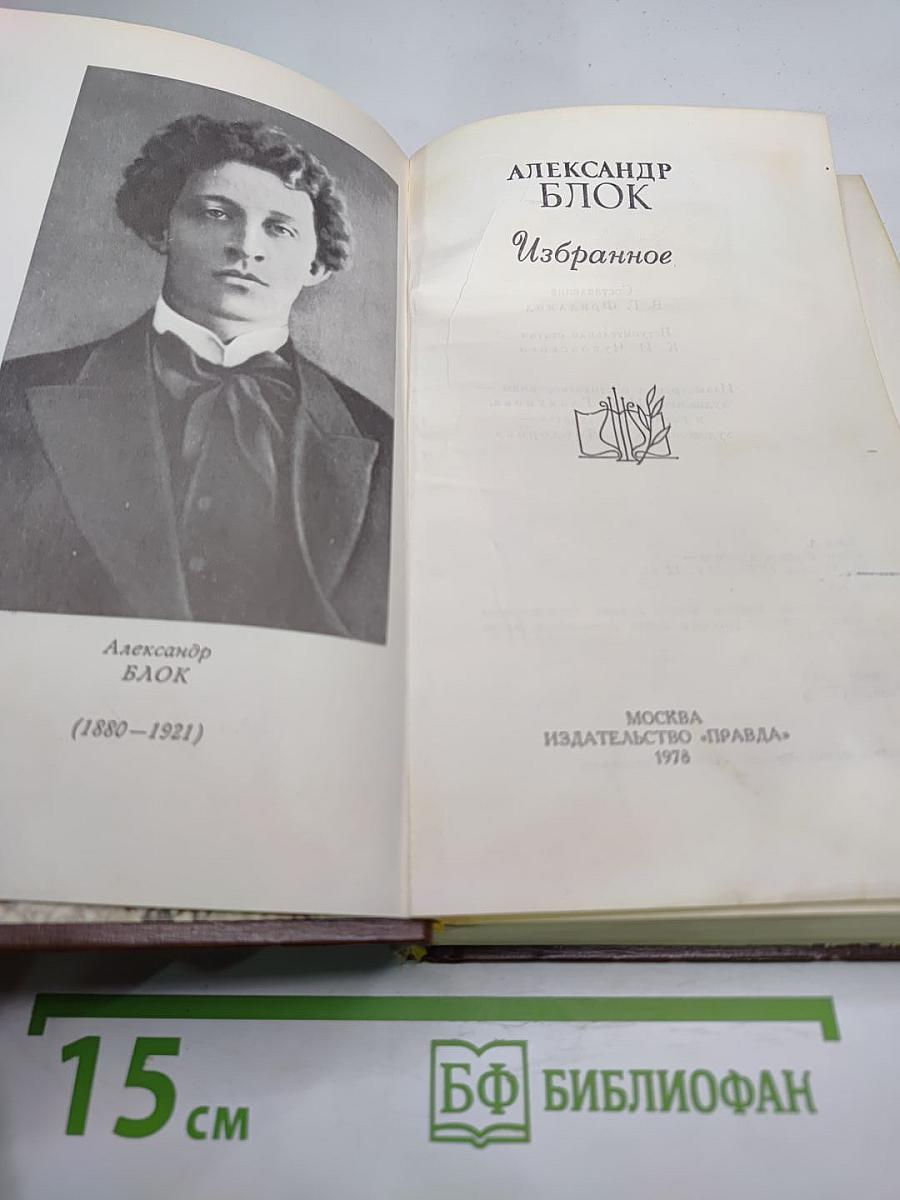 Александр
БЛОК
(1880—1921)
АЛЕКСАНДР
БЛОК
Избранное
МОСКВА
ИЗДАТЕЛЬСТВО «ПРАВДА»
1978
15 см
БФ БИБЛИОФАН